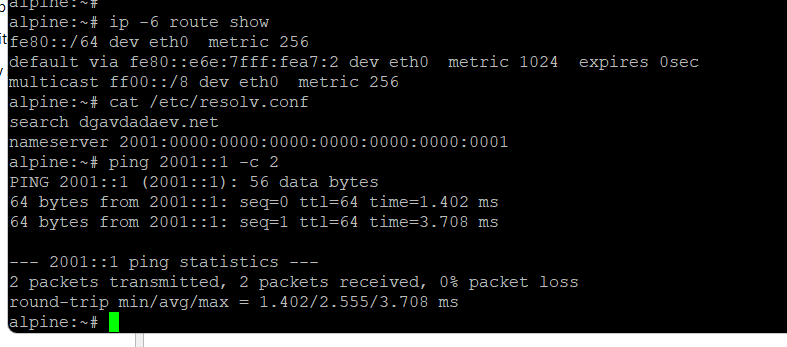 alpine:~#
alpine:~# ip -6 route show
fe80::/64 dev eth0  metric 256
default via fe80::e6e:7fff:fea7:2 dev eth0  metric 1024  expires 0sec
multicast ff00::/8 dev eth0  metric 256
alpine:~# cat /etc/resolv.conf
search dgavdadaev.net
nameserver 2001:0000:0000:0000:0000:0000:0000:0001
alpine:~# ping 2001::1 -c 2
PING 2001::1 (2001::1): 56 data bytes
64 bytes from 2001::1: seq=0 ttl=64 time=1.402 ms
64 bytes from 2001::1: seq=1 ttl=64 time=3.708 ms

--- 2001::1 ping statistics ---
2 packets transmitted, 2 packets received, 0% packet loss
round-trip min/avg/max = 1.402/2.555/3.708 ms
alpine:~#